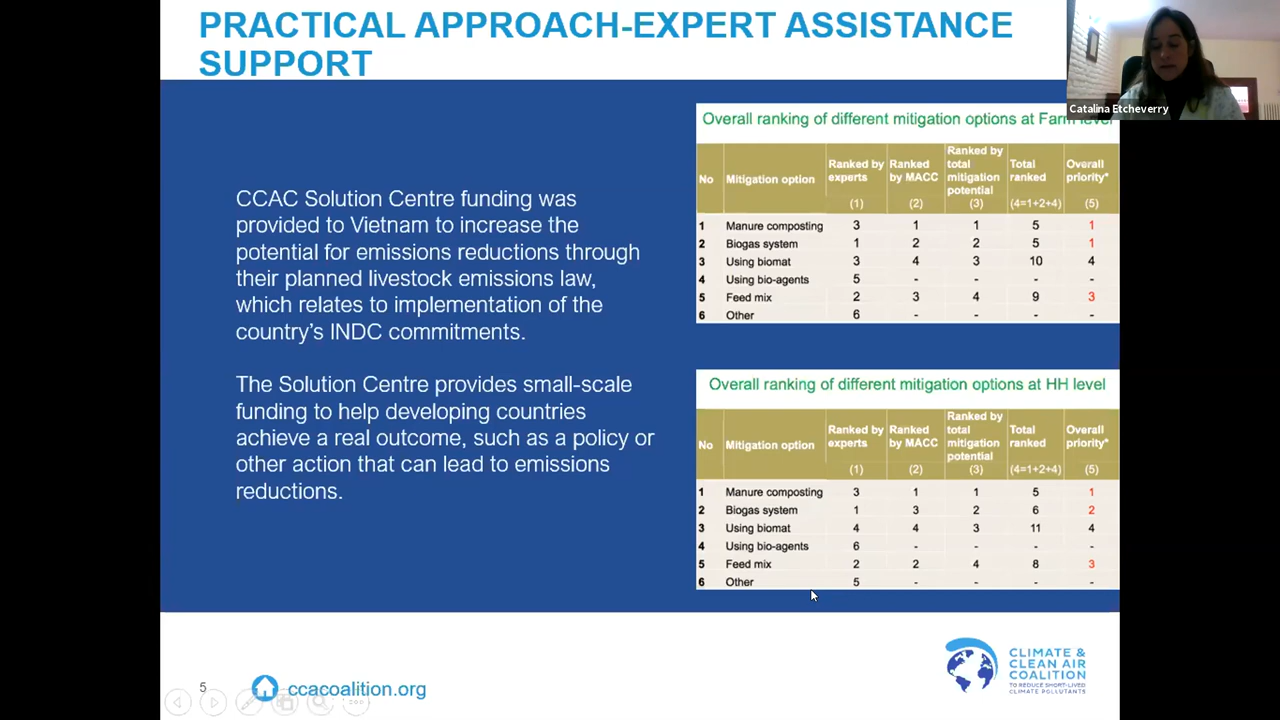 PRACTICAL APPROACH-EXPERT ASSISTANCE
SUPPORT
Catalina Etcheverry
CCAC Solution Centre funding was
provided to Vietnam to increase the
potential for emissions reductions through
their planned livestock emissions law,
which relates to implementation of the
country's INDC commitments.
The Solution Centre provides small-scale
funding to help developing countries
achieve a real outcome, such as a policy or
other action that can lead to emissions
reductions.
Overall ranking of different mitigation options at Farm level
No Mitigation option Ranked by experts (1) Ranked by MACC (2) Ranked by total mitigation potential (3) Total ranked (4=1+2+4) Overall priority* (5)
1 Manure composting 3 1 1 5 1
2 Biogas system 1 2 2 5 1
3 Using biomat 3 4 3 10 4
4 Using bio-agents 5 - - - -
5 Feed mix 2 3 4 9 3
6 Other 6 - - - -
Overall ranking of different mitigation options at HH level
No Mitigation option Ranked by experts (1) Ranked by MACC (2) Ranked by total mitigation potential (3) Total ranked (4=1+2+4) Overall priority* (5)
1 Manure composting 3 1 1 5 1
2 Biogas system 1 3 2 6 2
3 Using biomat 4 4 3 11 4
4 Using bio-agents 6 - - - -
5 Feed mix 2 2 4 8 3
6 Other 5 - - - -
5
ccacoalition.org
CLIMATE &
CLEAN AIR
COALITION
TO REDUCE SHORT-LIVED
CLIMATE POLLUTANTS